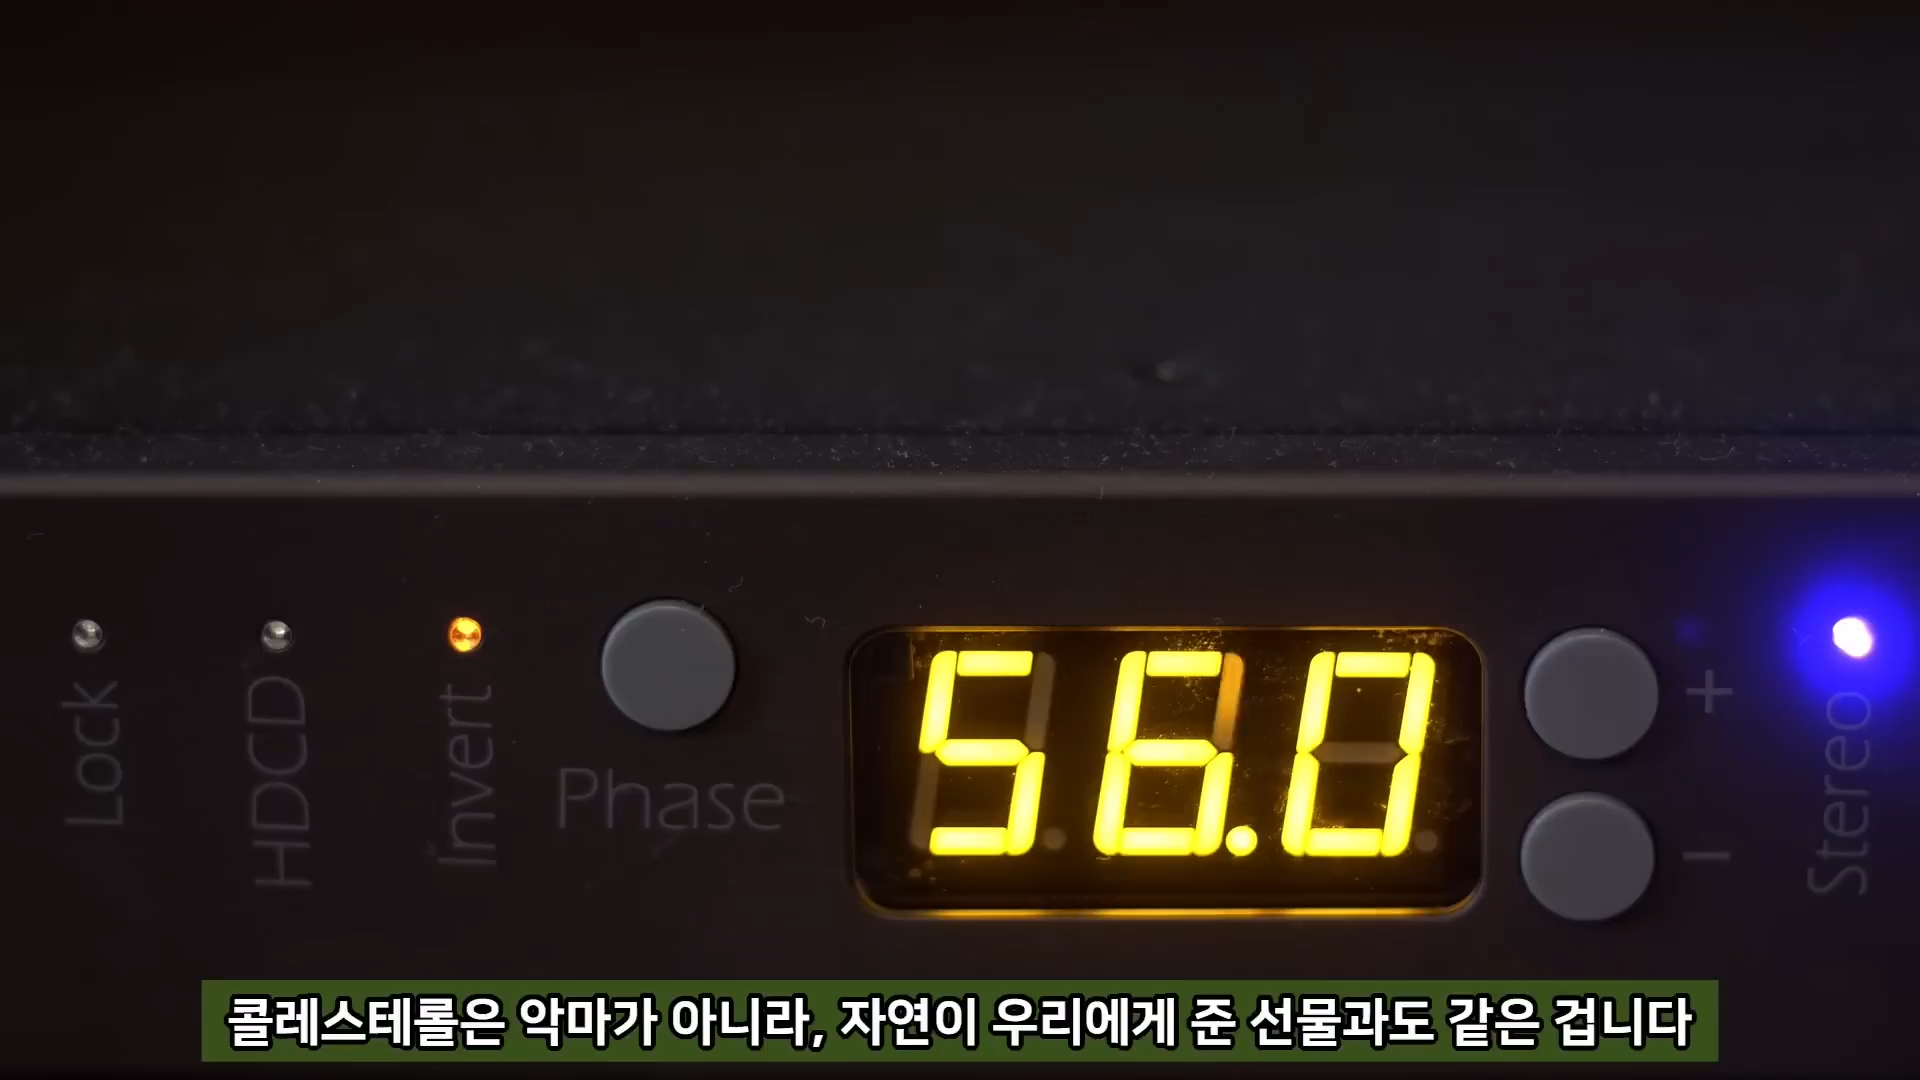 Lock
HDCD
Invert
Phase
56.0
+
−
Stereo
콜레스테롤은 악마가 아니라, 자연이 우리에게 준 선물과도 같은 겁니다